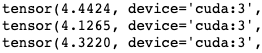 tensor(4.4424, device='cuda:3',
tensor(4.1265, device='cuda:3',
tensor(4.3220, device='cuda:3',